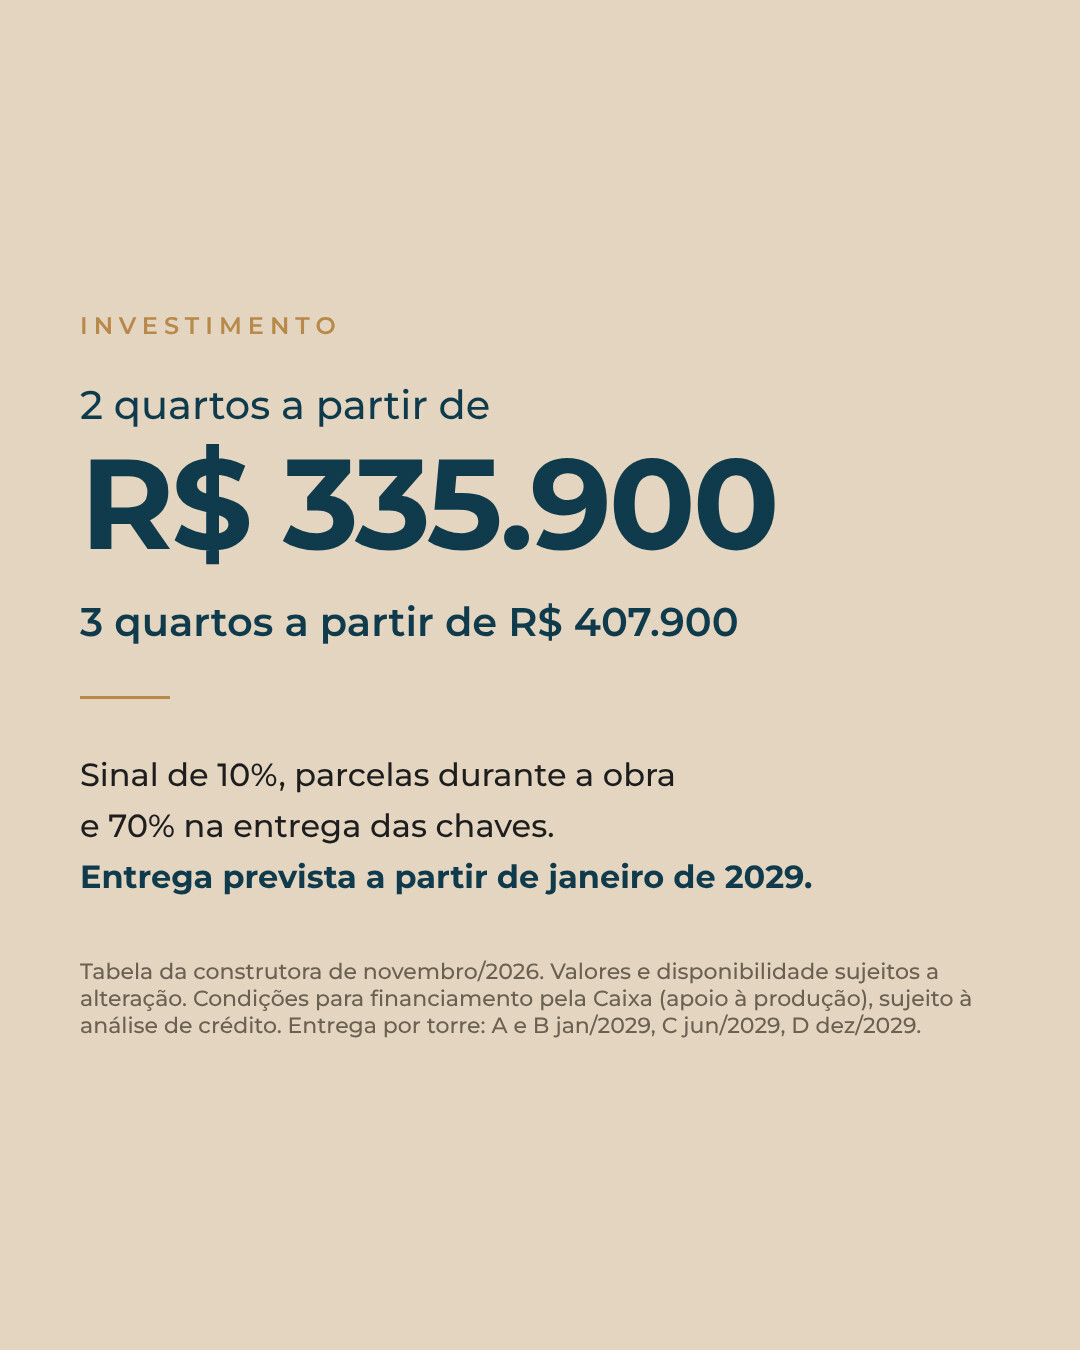 INVESTIMENTO
2 quartos a partir de
R$ 335.900
3 quartos a partir de R$ 407.900
Sinal de 10%, parcelas durante a obra
e 70% na entrega das chaves.
Entrega prevista a partir de janeiro de 2029.
Tabela da construtora de novembro/2026. Valores e disponibilidade sujeitos a
alteração. Condições para financiamento pela Caixa (apoio à produção), sujeito à
análise de crédito. Entrega por torre: A e B jan/2029, C jun/2029, D dez/2029.